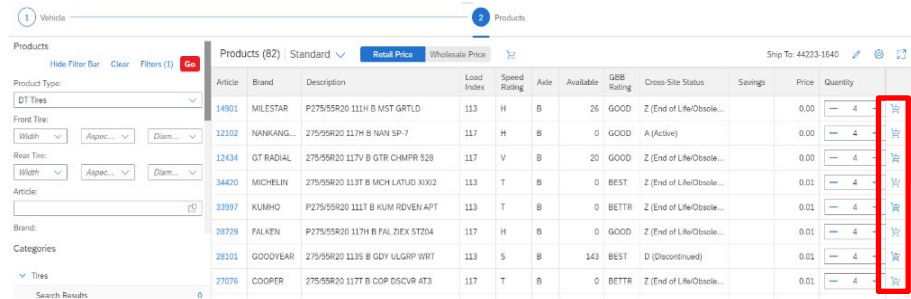 1 Vehicle
2 Products
Products
Hide Filter Bar Clear Filters (1) Go
Product Type:
DT Tires
Front Tire:
Width Aspec... Diam...
Rear Tire:
Width Aspec... Diam...
Article:
Brand:
Categories
Tires
Search Results 0
Products (82) Standard Retail Price Wholesale Price Ship To: 44223-1640
Article Brand Description Load Index Speed Rating Axle Available GBB Rating Cross-Site Status Savings Price Quantity
14901 MILESTAR P275/55R20 111H B MST GRTLD 113 H B 26 GOOD Z (End of Life/Obsole... 0.00 4
12102 NANKANG... 275/55R20 117H B NAN SP-7 117 H B 0 GOOD A (Active) 0.00 4
12434 GT RADIAL 275/55R20 117V B GTR CHMPR 528 117 V B 20 GOOD Z (End of Life/Obsole... 0.00 4
34420 MICHELIN 275/55R20 113T B MCH LATUD XIXI2 113 T B 0 BEST Z (End of Life/Obsole... 0.01 4
33997 KUMHO P275/55R20 111T B KUM RDVEN APT 113 T B 0 BETTR Z (End of Life/Obsole... 0.01 4
28729 FALKEN P275/55R20 117H B FAL ZIEX STZ04 117 H B 0 GOOD Z (End of Life/Obsole... 0.01 4
28101 GOODYEAR 275/55R20 113S B GDY ULGRP WRT 113 S B 143 BEST D (Discontinued) 0.01 4
27076 COOPER 275/55R20 117T B COP DSCVR AT3 117 T B 0 BETTR Z (End of Life/Obsole... 0.01 4